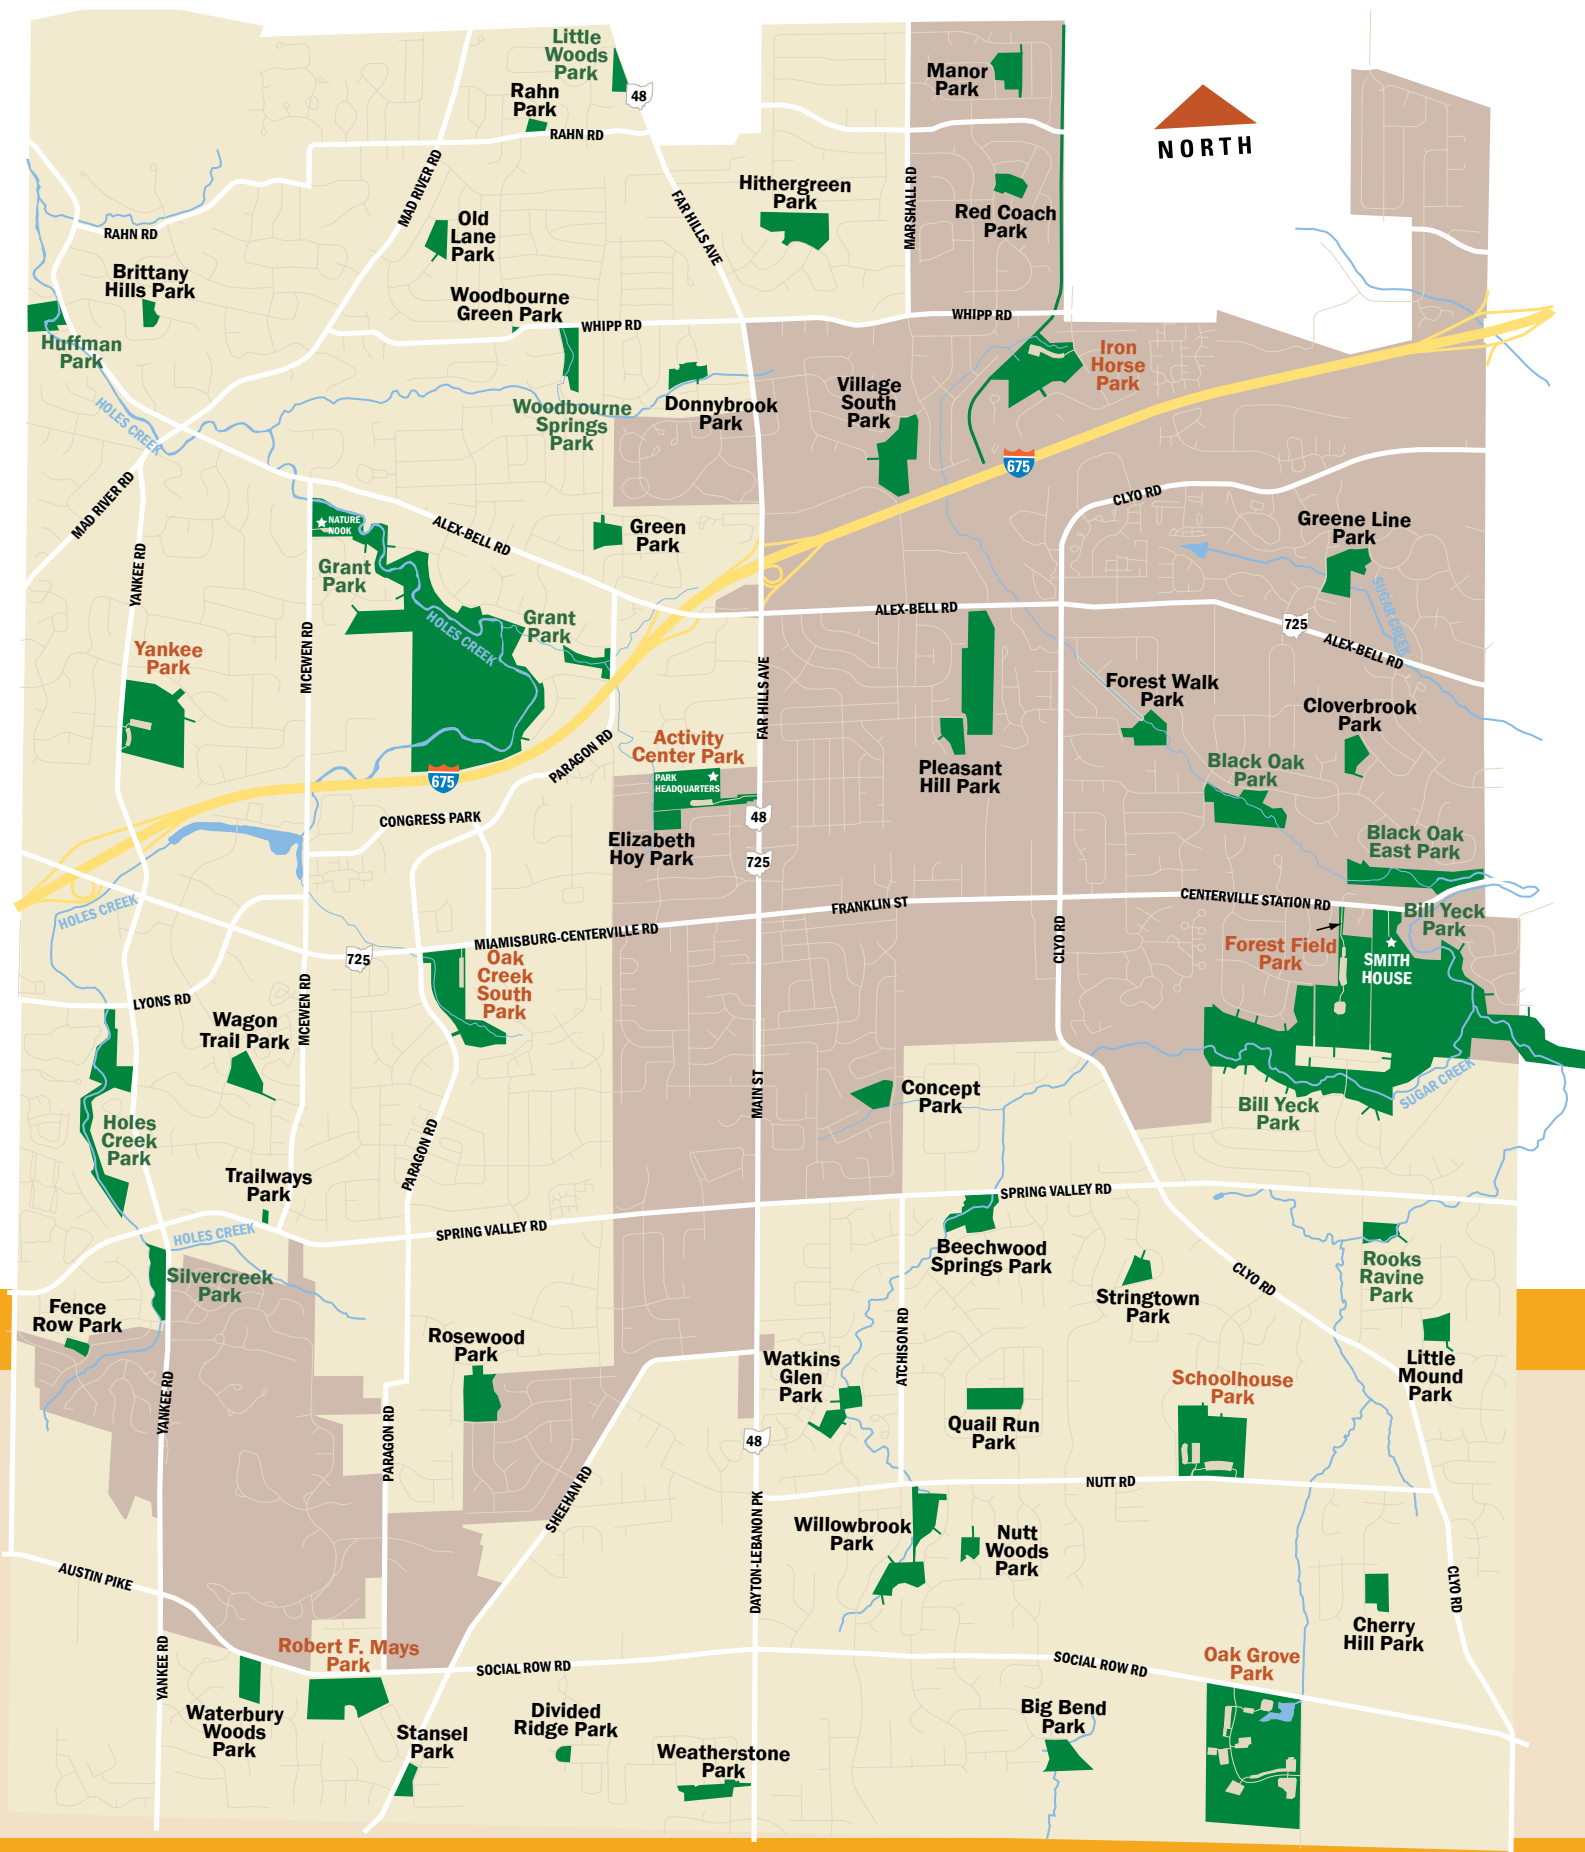 Little
Woods
Park
48
Rahn
Park
RAHN RD
Manor
Park
NORTH
MAD RIVER RD
Hithergreen
Park
MARSHALL RD
Red Coach
Park
FAR HILLS AVE
Old
Lane
Park
RAHN RD
Brittany
Hills Park
Woodbourne
Green Park
WHIPP RD
WHIPP RD
Huffman
Park
Iron
Horse
Park
HOLES CREEK
Woodbourne
Springs
Park
Donnybrook
Park
Village
South
Park
675
CLYO RD
MAD RIVER RD
NATURE
NOOK
ALEX-BELL RD
Green
Park
Greene Line
Park
YANKEE RD
Grant
Park
HOLES CREEK
Grant
Park
ALEX-BELL RD
SUGAR CREEK
725
ALEX-BELL RD
Yankee
Park
MCEWEN RD
FAR HILLS AVE
Forest Walk
Park
Cloverbrook
Park
Activity
Center Park
PARAGON RD
PARK
HEADQUARTERS
Pleasant
Hill Park
Black Oak
Park
675
CONGRESS PARK
48
Elizabeth
Hoy Park
725
Black Oak
East Park
HOLES CREEK
MIAMISBURG-CENTERVILLE RD
FRANKLIN ST
CENTERVILLE STATION RD
Bill Yeck
Park
CLYO RD
Forest Field
Park
SMITH
HOUSE
725
Oak
Creek
South
Park
LYONS RD
MCEWEN RD
Wagon
Trail Park
MAIN ST
Concept
Park
Bill Yeck
Park
SUGAR CREEK
Holes
Creek
Park
PARAGON RD
Trailways
Park
SPRING VALLEY RD
SPRING VALLEY RD
HOLES CREEK
Beechwood
Springs Park
Silvercreek
Park
Stringtown
Park
CLYO RD
Rooks
Ravine
Park
Fence
Row Park
Rosewood
Park
ATCHISON RD
Watkins
Glen
Park
Little
Mound
Park
YANKEE RD
PARAGON RD
Quail Run
Park
Schoolhouse
Park
48
SHEEHAN RD
NUTT RD
DAYTON-LEBANON PK
Willowbrook
Park
Nutt
Woods
Park
AUSTIN PIKE
CLYO RD
Cherry
Hill Park
YANKEE RD
Robert F. Mays
Park
SOCIAL ROW RD
SOCIAL ROW RD
Oak Grove
Park
Waterbury
Woods
Park
Stansel
Park
Divided
Ridge Park
Weatherstone
Park
Big Bend
Park